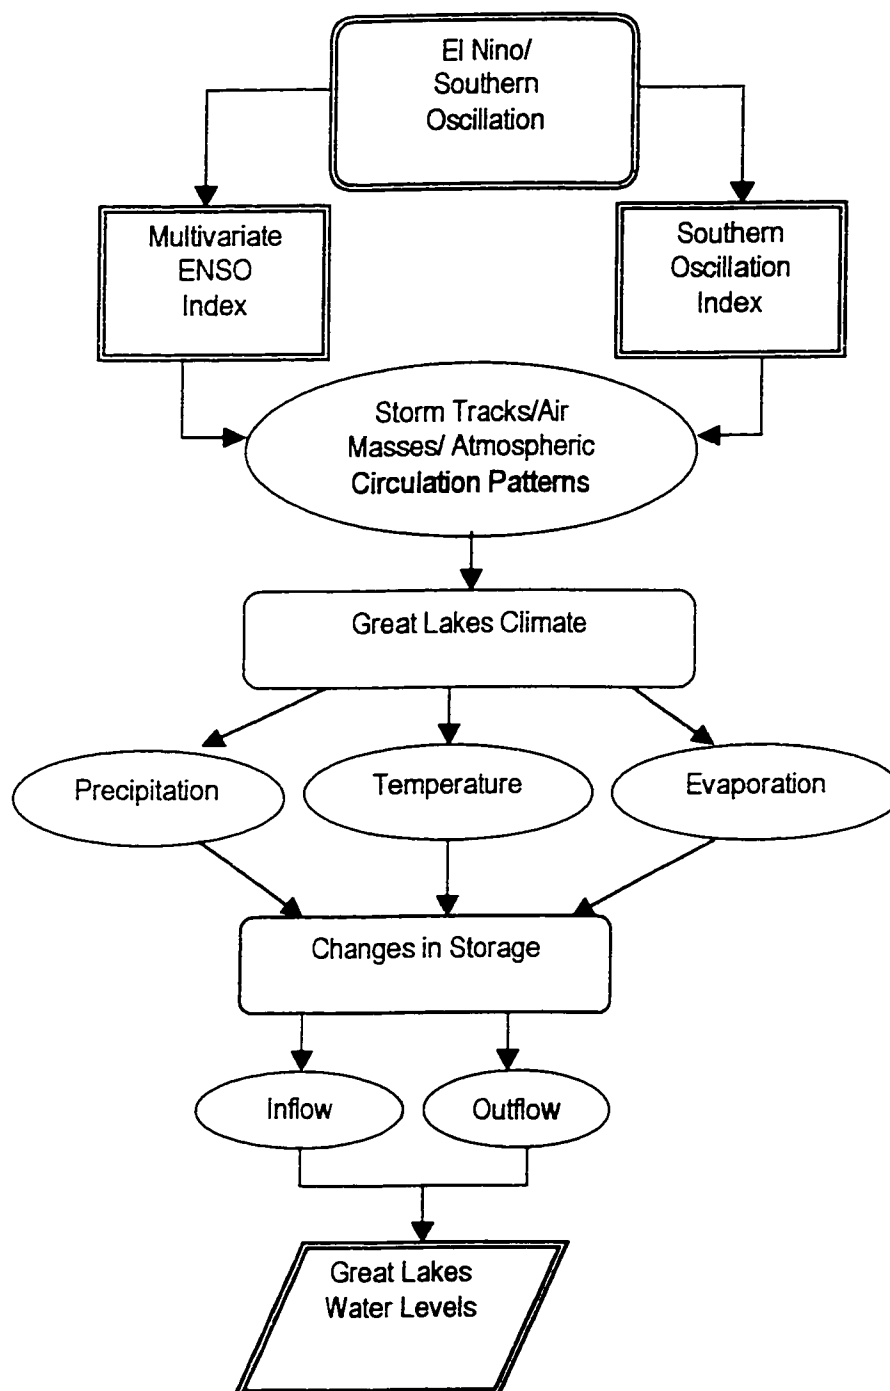 El Nino/
Southern
Oscillation
Multivariate
ENSO
Index
Southern
Oscillation
Index
Storm Tracks/Air
Masses/ Atmospheric
Circulation Patterns
Great Lakes Climate
Precipitation
Temperature
Evaporation
Changes in Storage
Inflow
Outflow
Great Lakes
Water Levels